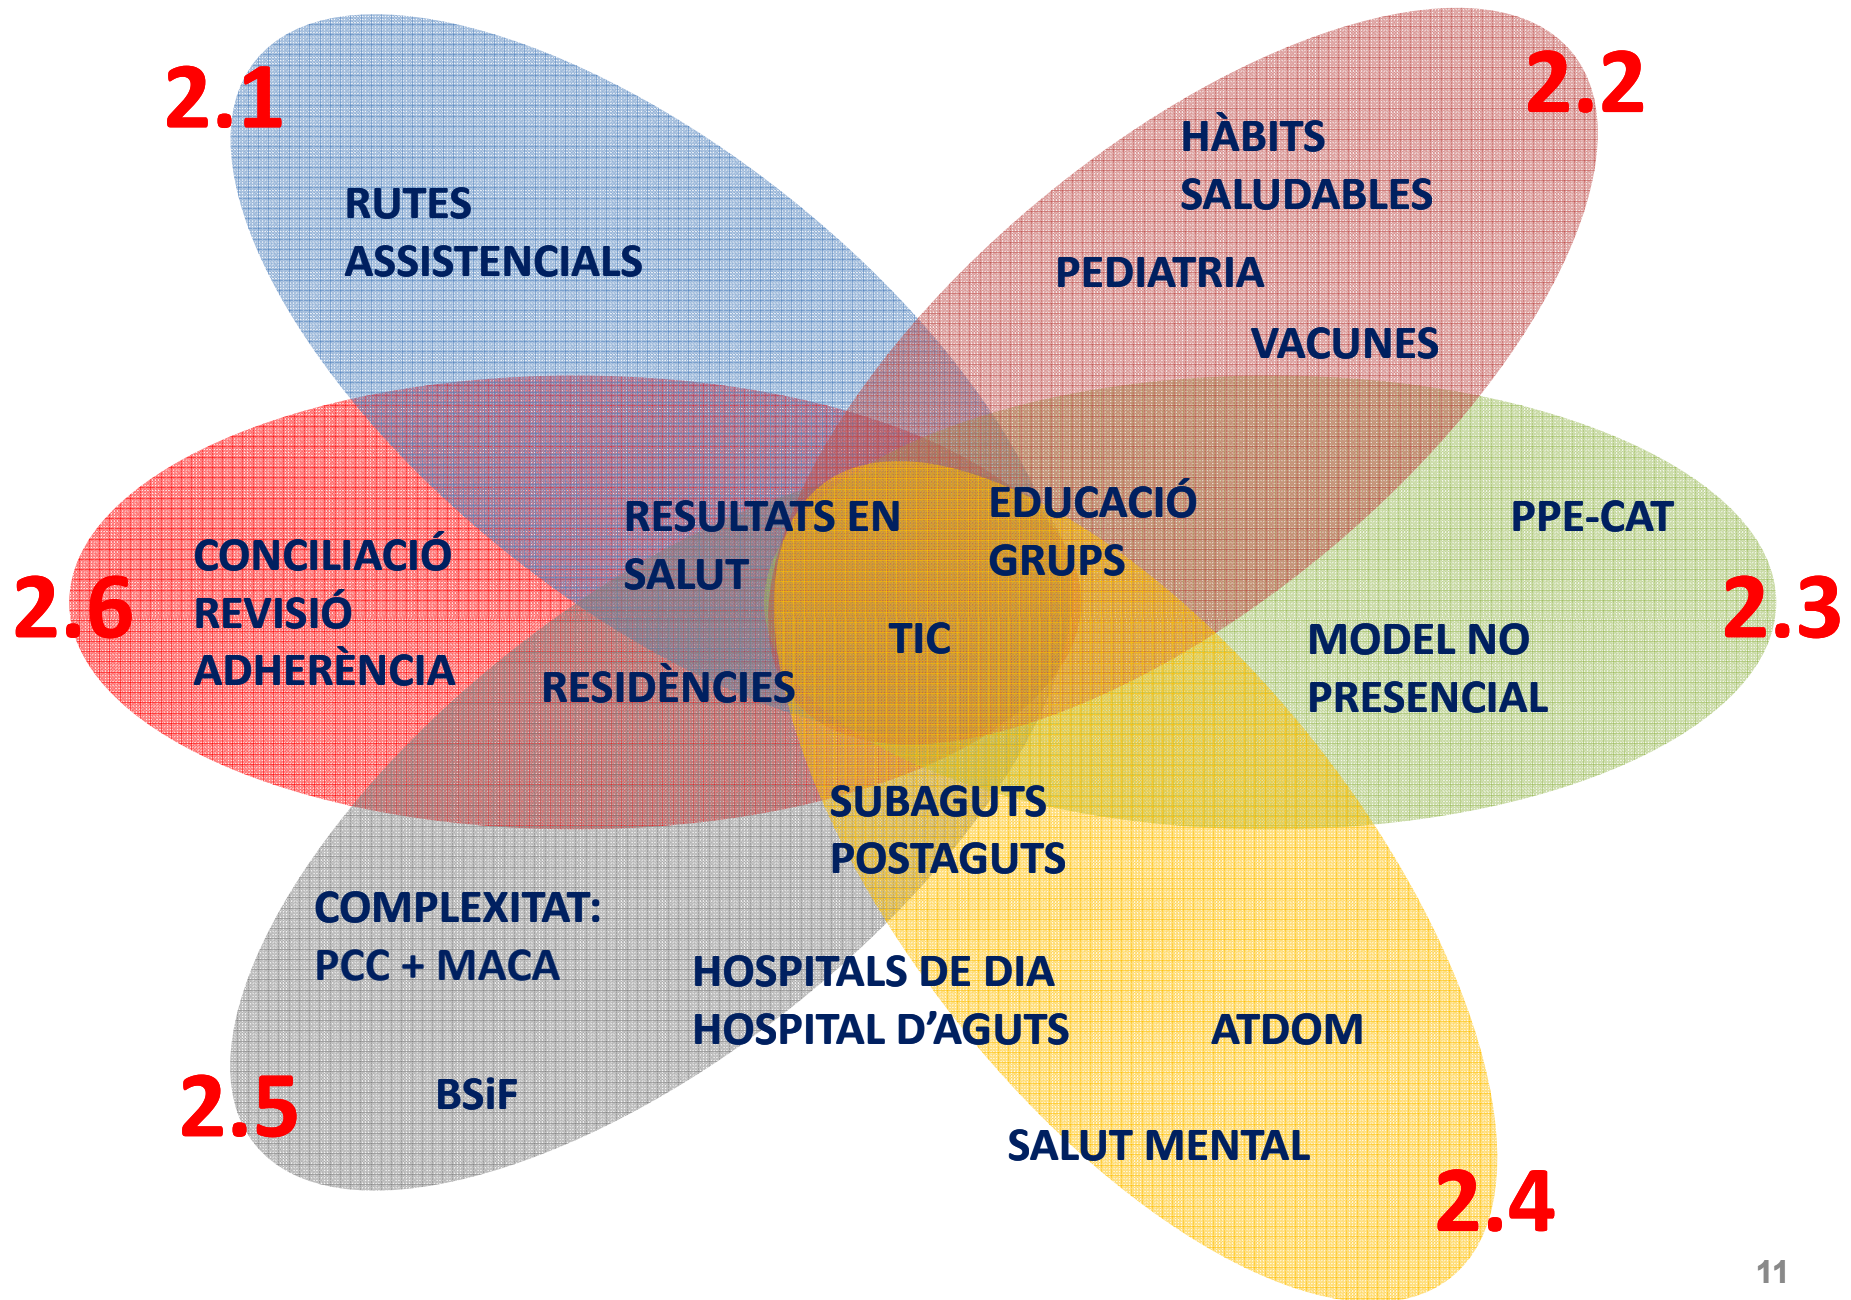 2.1
2.2
HÀBITS
SALUDABLES
RUTES
ASSISTENCIALS
PEDIATRIA
VACUNES
RESULTATS EN
SALUT
EDUCACIÓ
GRUPS
PPE-CAT
CONCILIACIÓ
REVISIÓ
ADHERÈNCIA
2.6
2.3
TIC
MODEL NO
PRESENCIAL
RESIDÈNCIES
SUBAGUTS
POSTAGUTS
COMPLEXITAT:
PCC + MACA
HOSPITALS DE DIA
HOSPITAL D’AGUTS
ATDOM
BSiF
2.5
SALUT MENTAL
2.4
11